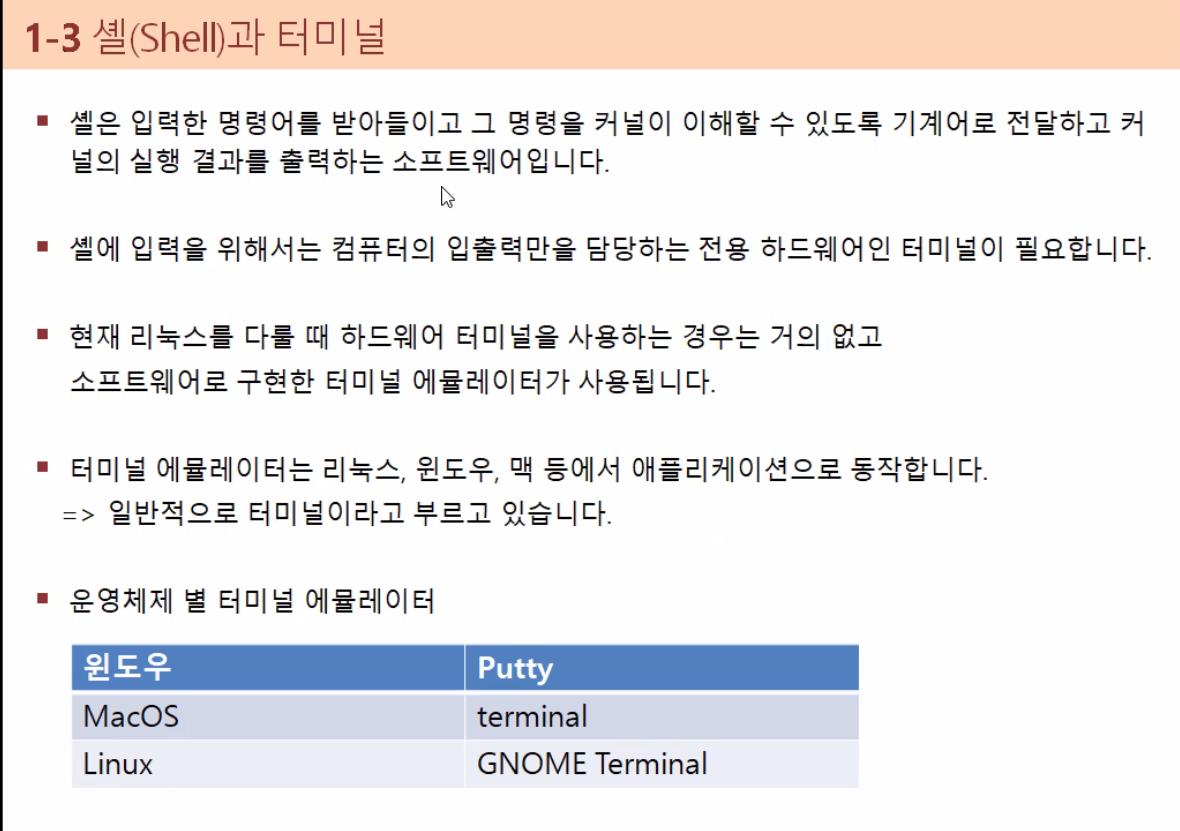 1-3 셸(Shell)과 터미널
▪ 셸은 입력한 명령어를 받아들이고 그 명령을 커널이 이해할 수 있도록 기계어로 전달하고 커
널의 실행 결과를 출력하는 소프트웨어입니다.
▪ 셸에 입력을 위해서는 컴퓨터의 입출력만을 담당하는 전용 하드웨어인 터미널이 필요합니다.
▪ 현재 리눅스를 다룰 때 하드웨어 터미널을 사용하는 경우는 거의 없고
소프트웨어로 구현한 터미널 에뮬레이터가 사용됩니다.
▪ 터미널 에뮬레이터는 리눅스, 윈도우, 맥 등에서 애플리케이션으로 동작합니다.
=> 일반적으로 터미널이라고 부르고 있습니다.
▪ 운영체제 별 터미널 에뮬레이터
윈도우 Putty
MacOS terminal
Linux GNOME Terminal